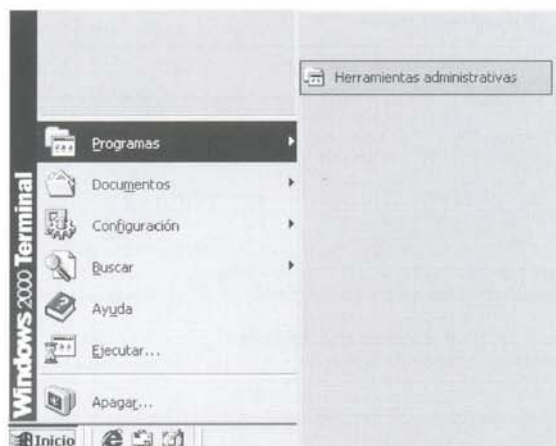 Herramientas administrativas
Programas
Documentos
Configuración
Buscar
Ayuda
Ejecutar...
Apagar...
Windows 2000 Terminal
Inicio